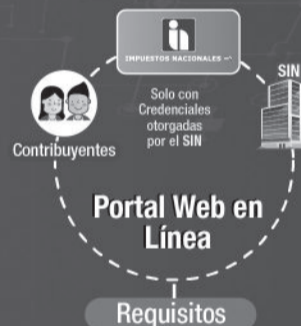 IMPUESTOS NACIONALES
Solo con
Credenciales
otorgadas
por el SIN
SIN
Contribuyentes
Portal Web en
Línea
Requisitos